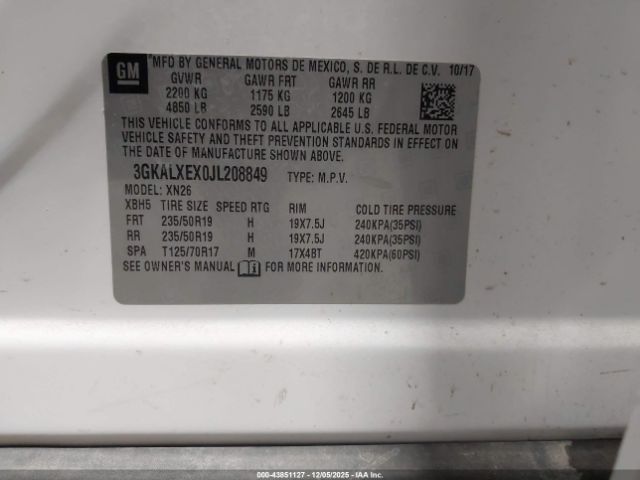 GM
*MFD BY GENERAL MOTORS DE MEXICO, S. DE R.L. DE C.V. 10/17
GVWR GAWR FRT GAWR RR
2200 KG 1175 KG 1200 KG
4850 LB 2590 LB 2645 LB
THIS VEHICLE CONFORMS TO ALL APPLICABLE U.S. FEDERAL MOTOR
VEHICLE SAFETY AND THEFT PREVENTION STANDARDS IN EFFECT ON
THE DATE OF MANUFACTURE SHOWN ABOVE.
3GKALXEX0JL208849 TYPE: M.P.V.
MODEL: XN26
XBH5 TIRE SIZE SPEED RTG RIM COLD TIRE PRESSURE
FRT 235/50R19 H 19X7.5J 240KPA(35PSI)
RR 235/50R19 H 19X7.5J 240KPA(35PSI)
SPA T125/70R17 M 17X4BT 420KPA(60PSI)
SEE OWNER'S MANUAL FOR MORE INFORMATION.
00-43851127 - 12/05/2025 - IAAI.COM